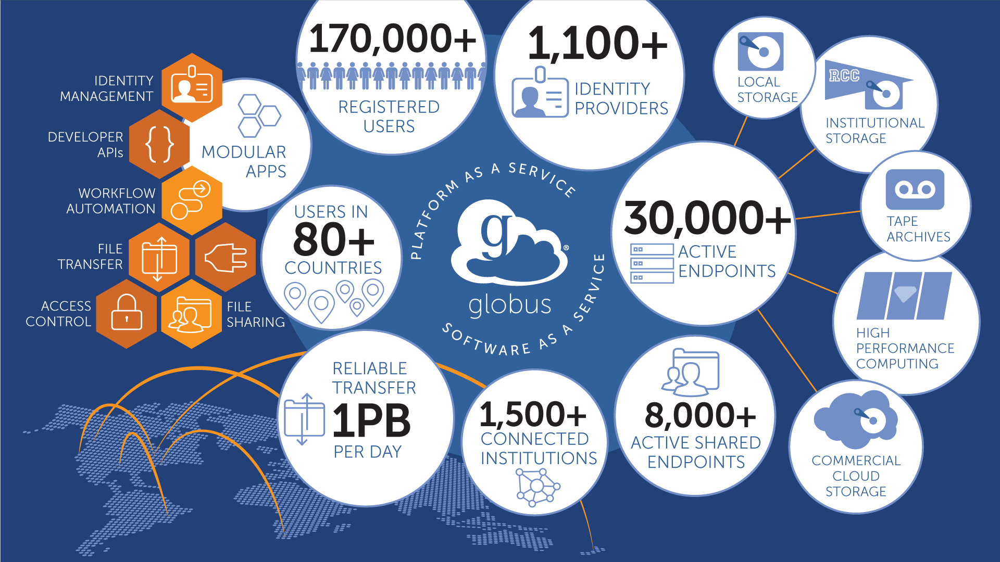 170,000+
REGISTERED
USERS
1,100+
IDENTITY
PROVIDERS
LOCAL
STORAGE
RCC
INSTITUTIONAL
STORAGE
TAPE
ARCHIVES
HIGH
PERFORMANCE
COMPUTING
COMMERCIAL
CLOUD
STORAGE
30,000+
ACTIVE
ENDPOINTS
8,000+
ACTIVE SHARED
ENDPOINTS
1,500+
CONNECTED
INSTITUTIONS
RELIABLE
TRANSFER
1PB
PER DAY
USERS IN
80+
COUNTRIES
MODULAR
APPS
IDENTITY
MANAGEMENT
DEVELOPER
APIs
{}
WORKFLOW
AUTOMATION
FILE
TRANSFER
ACCESS
CONTROL
FILE
SHARING
PLATFORM AS A SERVICE
g
®
globus
SOFTWARE AS A SERVICE